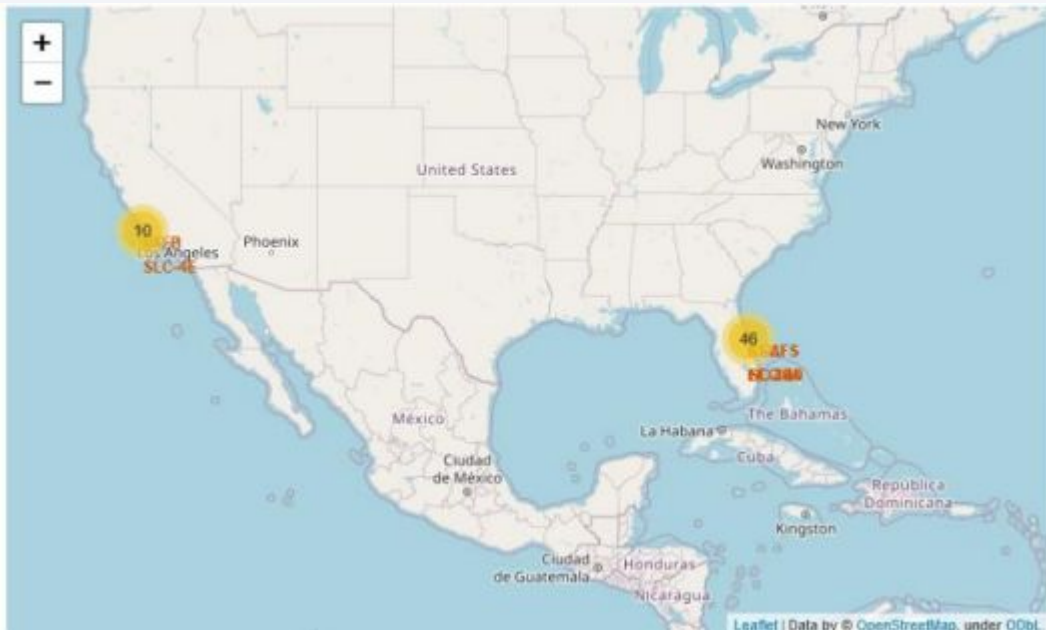 +
−
New York
Washington
United States
10
Los Angeles
SLC-4E
Phoenix
46
México
The Bahamas
La Habana
Cuba
Ciudad
de México
República
Dominicana
Kingston
Ciudad
de Guatemala
Honduras
Nicaragua
Leaflet | Data by © OpenStreetMap, under ODbL.